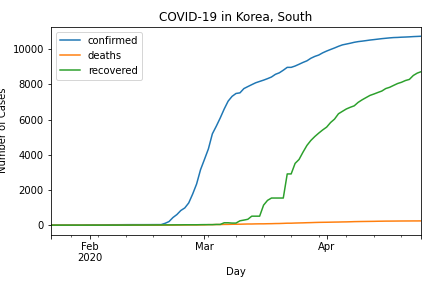 COVID-19 in Korea, South
confirmed
deaths
recovered
10000
8000
6000
4000
2000
0
Number of Cases
Feb
2020
Mar
Apr
Day